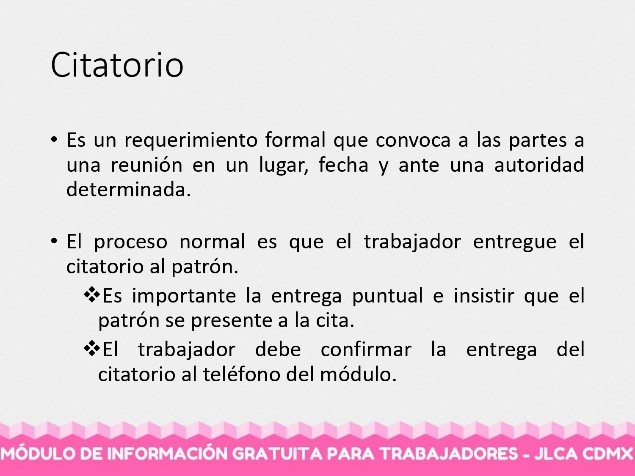 Citatorio
• Es un requerimiento formal que convoca a las partes a
una reunión en un lugar, fecha y ante una autoridad
determinada.
• El proceso normal es que el trabajador entregue el
citatorio al patrón.
❖Es importante la entrega puntual e insistir que el
patrón se presente a la cita.
❖El trabajador debe confirmar la entrega del
citatorio al teléfono del módulo.
MÓDULO DE INFORMACIÓN GRATUITA PARA TRABAJADORES - JLCA CDMX